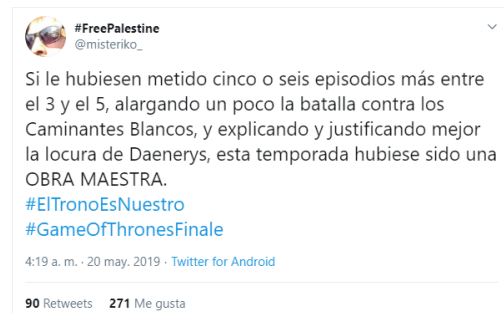 #FreePalestine
@misteriko_
Si le hubiesen metido cinco o seis episodios más entre
el 3 y el 5, alargando un poco la batalla contra los
Caminantes Blancos, y explicando y justificando mejor
la locura de Daenerys, esta temporada hubiese sido una
OBRA MAESTRA.
#ElTronoEsNuestro
#GameOfThronesFinale
4:19 a. m. · 20 may. 2019 · Twitter for Android
90 Retweets 271 Me gusta